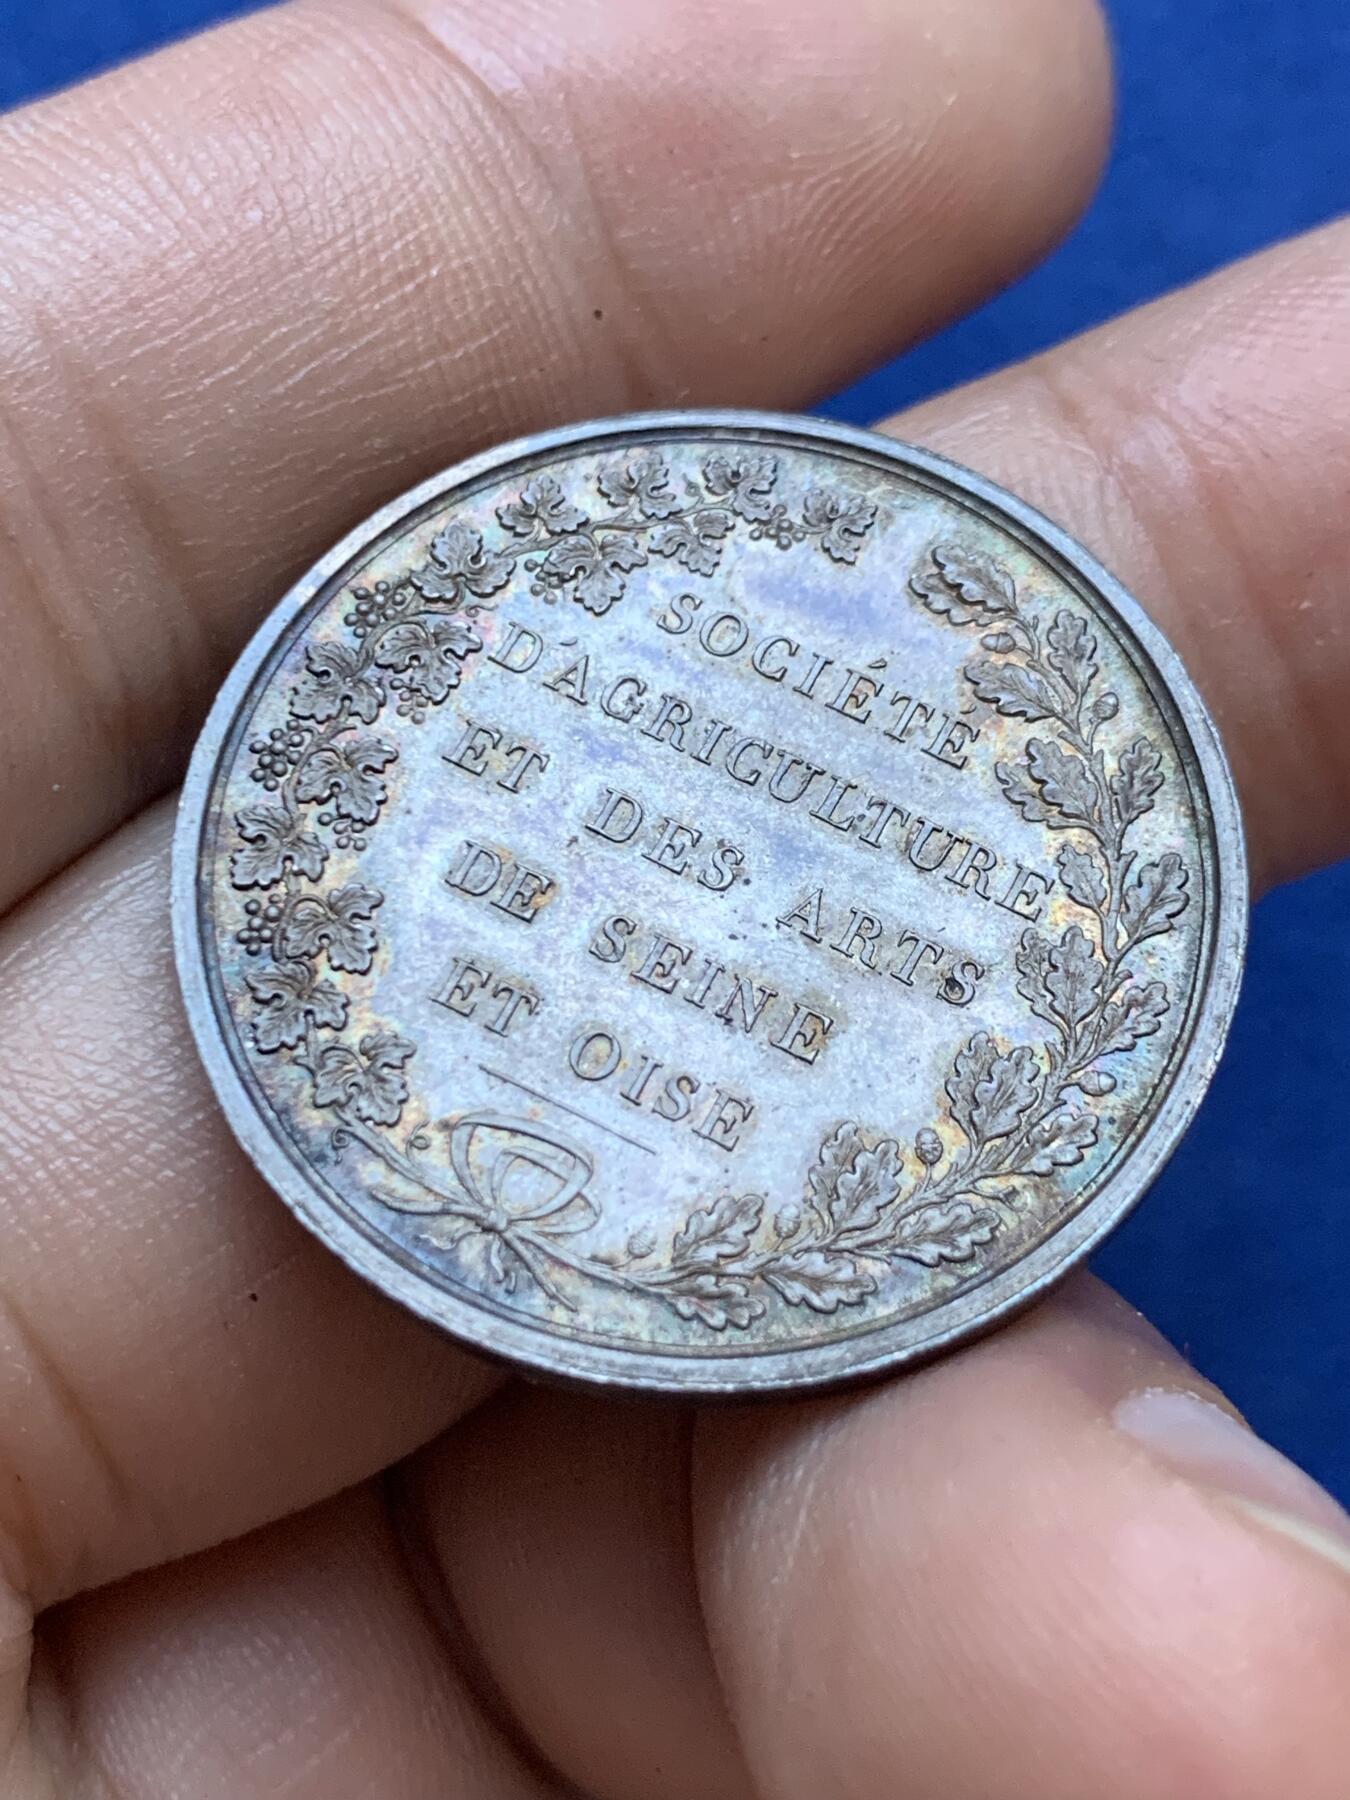 SOCIÉTÉ
D'AGRICULTURE
ET DES ARTS
DE SEINE
ET OISE